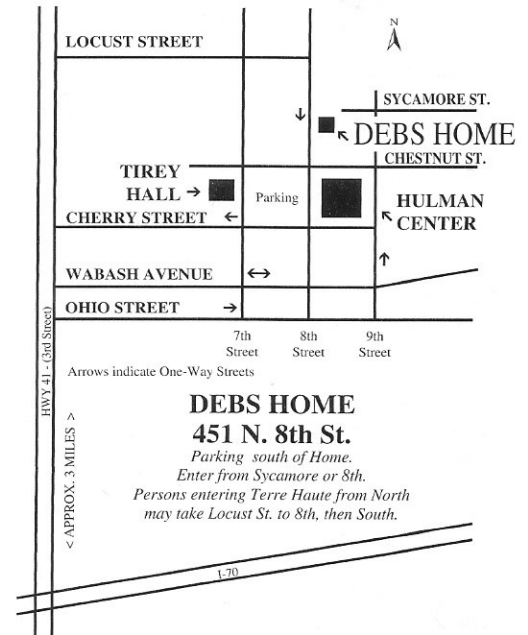 N
LOCUST STREET
SYCAMORE ST.
DEBS HOME
CHESTNUT ST.
TIREY
HALL
Parking
HULMAN
CENTER
CHERRY STREET
WABASH AVENUE
OHIO STREET
7th
Street
8th
Street
9th
Street
HWY 41 - (3rd Street)
Arrows indicate One-Way Streets
< APPROX. 3 MILES >
DEBS HOME
451 N. 8th St.
Parking south of Home.
Enter from Sycamore or 8th.
Persons entering Terre Haute from North
may take Locust St. to 8th, then South.
I-70